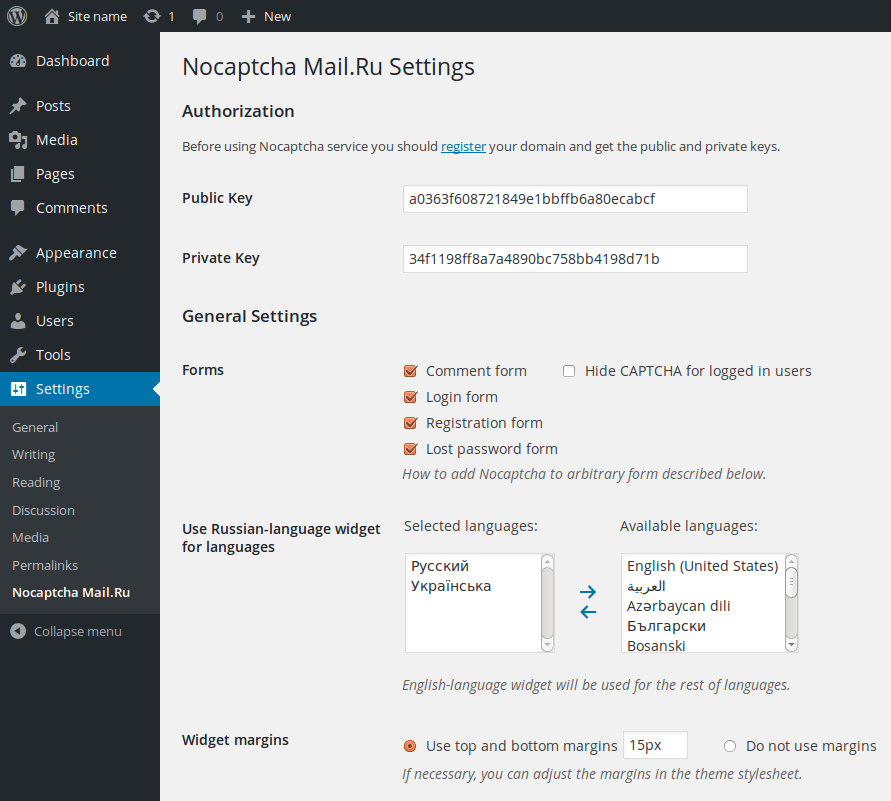 Site name 1 0 New
Dashboard
Posts
Media
Pages
Comments
Appearance
Plugins
Users
Tools
Settings
General
Writing
Reading
Discussion
Media
Permalinks
Nocaptcha Mail.Ru
Collapse menu
Nocaptcha Mail.Ru Settings
Authorization
Before using Nocaptcha service you should register your domain and get the public and private keys.
Public Key a0363f608721849e1bbffb6a80ecabcf
Private Key 34f1198ff8a7a4890bc758bb4198d71b
General Settings
Forms Comment form Hide CAPTCHA for logged in users
Login form
Registration form
Lost password form
How to add Nocaptcha to arbitrary form described below.
Use Russian-language widget
for languages
Selected languages:
Русский
Українська
Available languages:
English (United States)
العربية
Azərbaycan dili
Български
Bosanski
English-language widget will be used for the rest of languages.
Widget margins Use top and bottom margins 15px Do not use margins
If necessary, you can adjust the margins in the theme stylesheet.